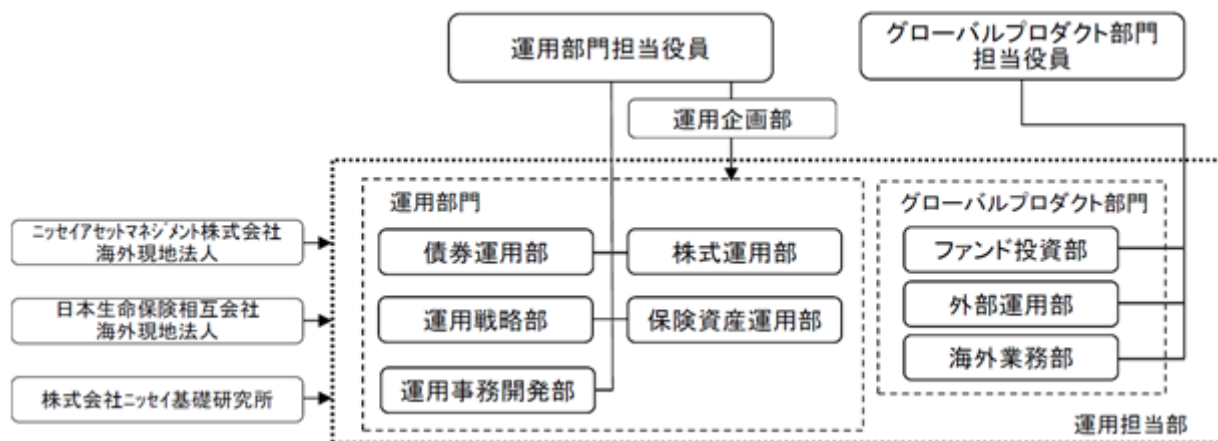 運用部門担当役員
グローバルプロダクト部門
担当役員
運用企画部
運用部門
グローバルプロダクト部門
ニッセイアセットマネジメント株式会社
海外現地法人
債券運用部
株式運用部
ファンド投資部
日本生命保険相互会社
海外現地法人
運用戦略部
保険資産運用部
外部運用部
海外業務部
株式会社ニッセイ基礎研究所
運用事務開発部
運用担当部